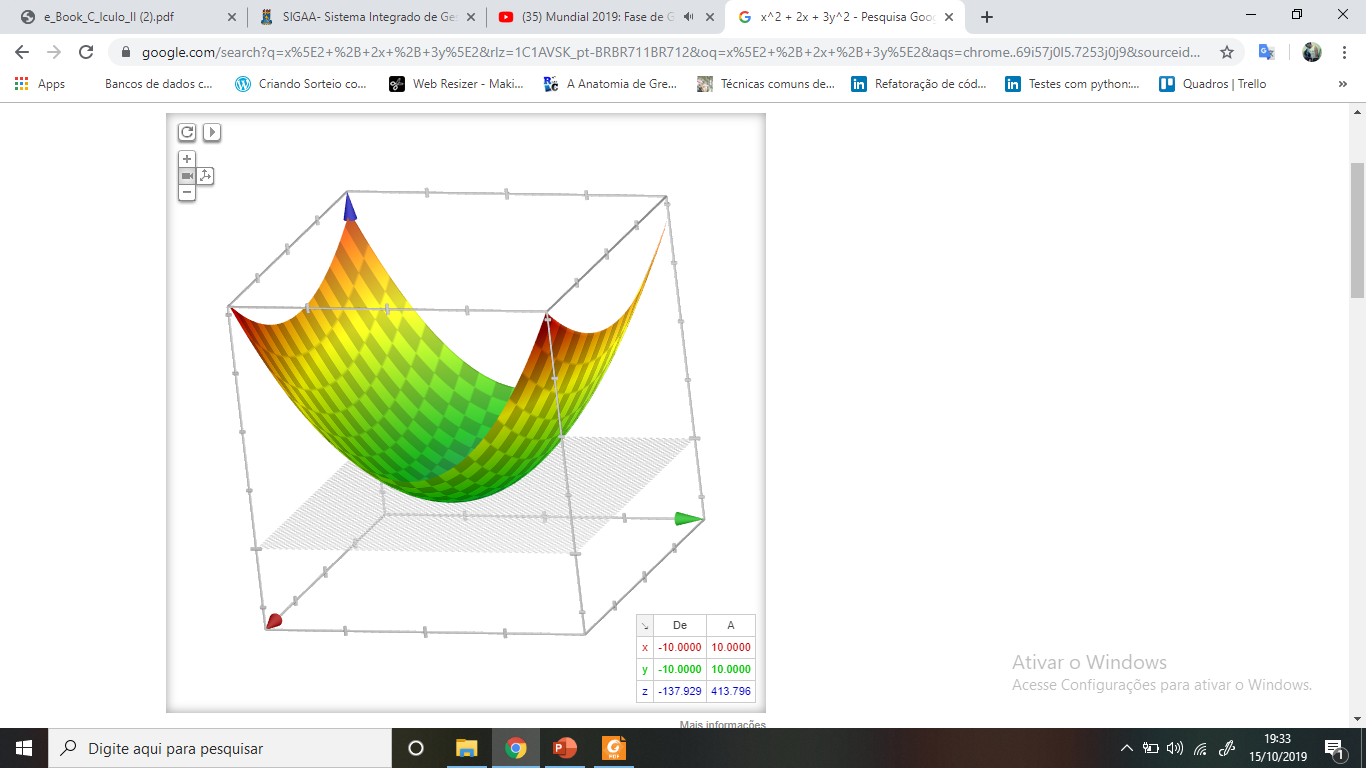 e_Book_C_lculo_II (2).pdf
SIGAA- Sistema Integrado de Ges
(35) Mundial 2019: Fase de G
x^2 + 2x + 3y^2 - Pesquisa Goog
google.com/search?q=x%5E2+%2B+2x+%2B+3y%5E2&rlz=1C1AVSK_pt-BRBR711BR712&oq=x%5E2+%2B+2x+%2B+3y%5E2&aqs=chrome..69i57j0l5.7253j0j9&sourceid...
Apps
Bancos de dados c...
Criando Sorteio co...
Web Resizer - Maki...
A Anatomia de Gre...
Técnicas comuns de...
Refatoração de cód...
Testes com python:...
Quadros | Trello
De A
x -10.0000 10.0000
y -10.0000 10.0000
z -137.929 413.796
Mais informações
Ativar o Windows
Acesse Configurações para ativar o Windows.
Digite aqui para pesquisar
19:33
15/10/2019
1